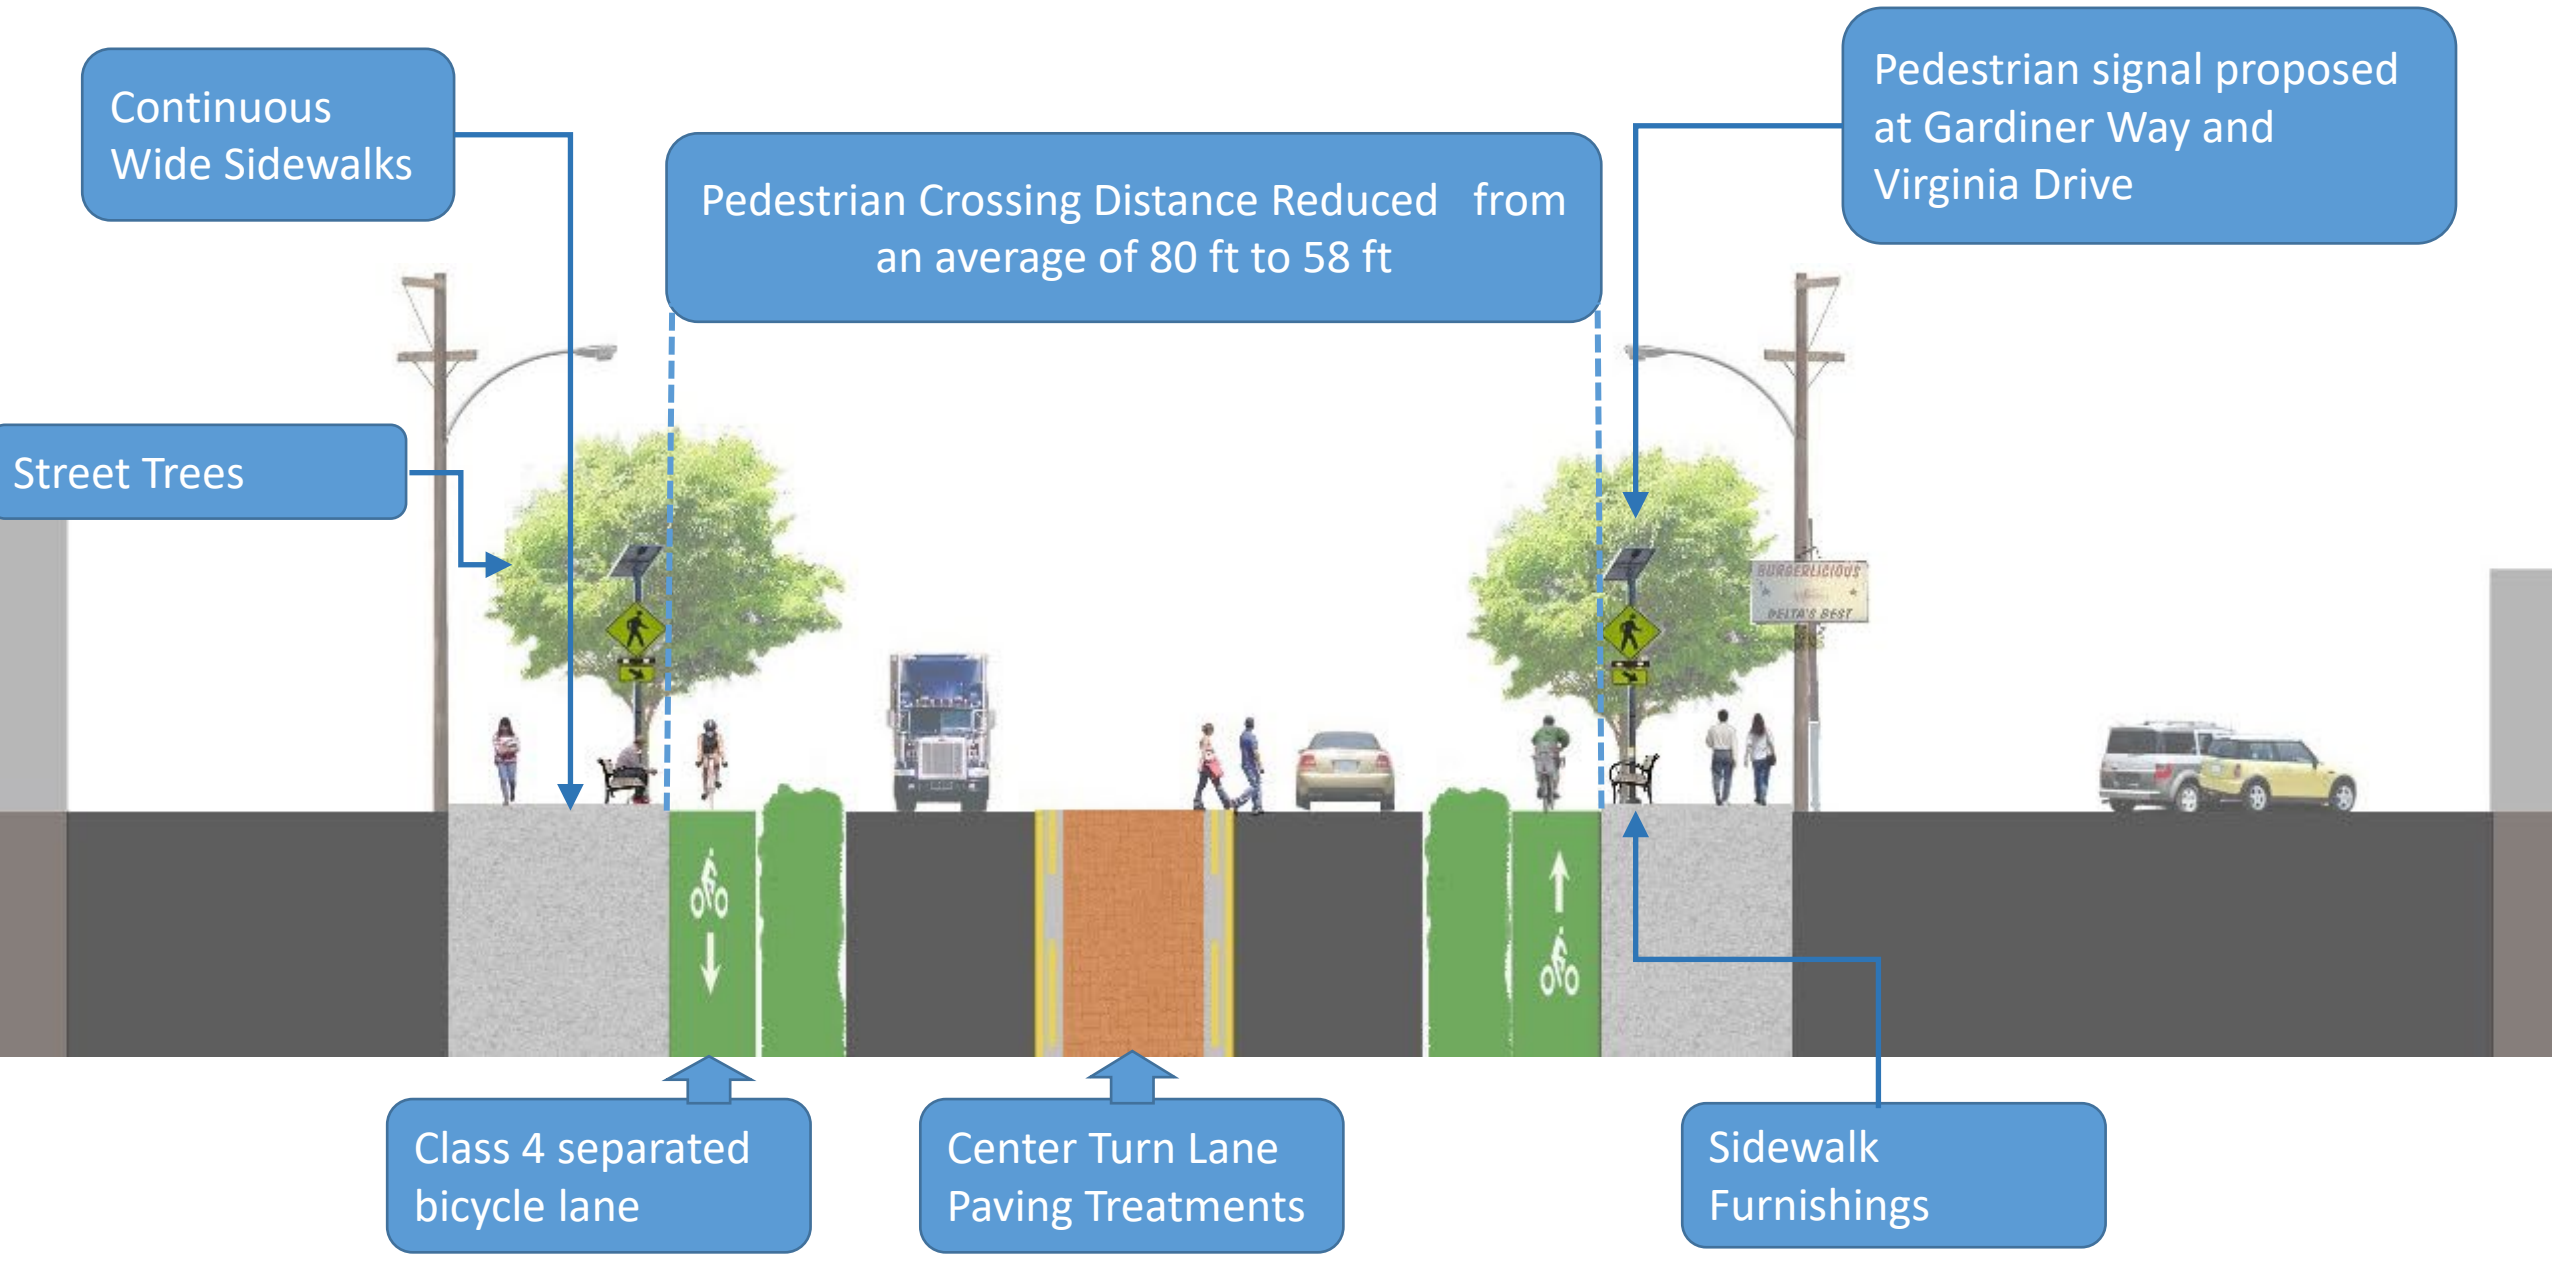 Continuous
Wide Sidewalks
Pedestrian Crossing Distance Reduced from
an average of 80 ft to 58 ft
Pedestrian signal proposed
at Gardiner Way and
Virginia Drive
Street Trees
BURGERLICIOUS
DELTA'S BEST
Class 4 separated
bicycle lane
Center Turn Lane
Paving Treatments
Sidewalk
Furnishings